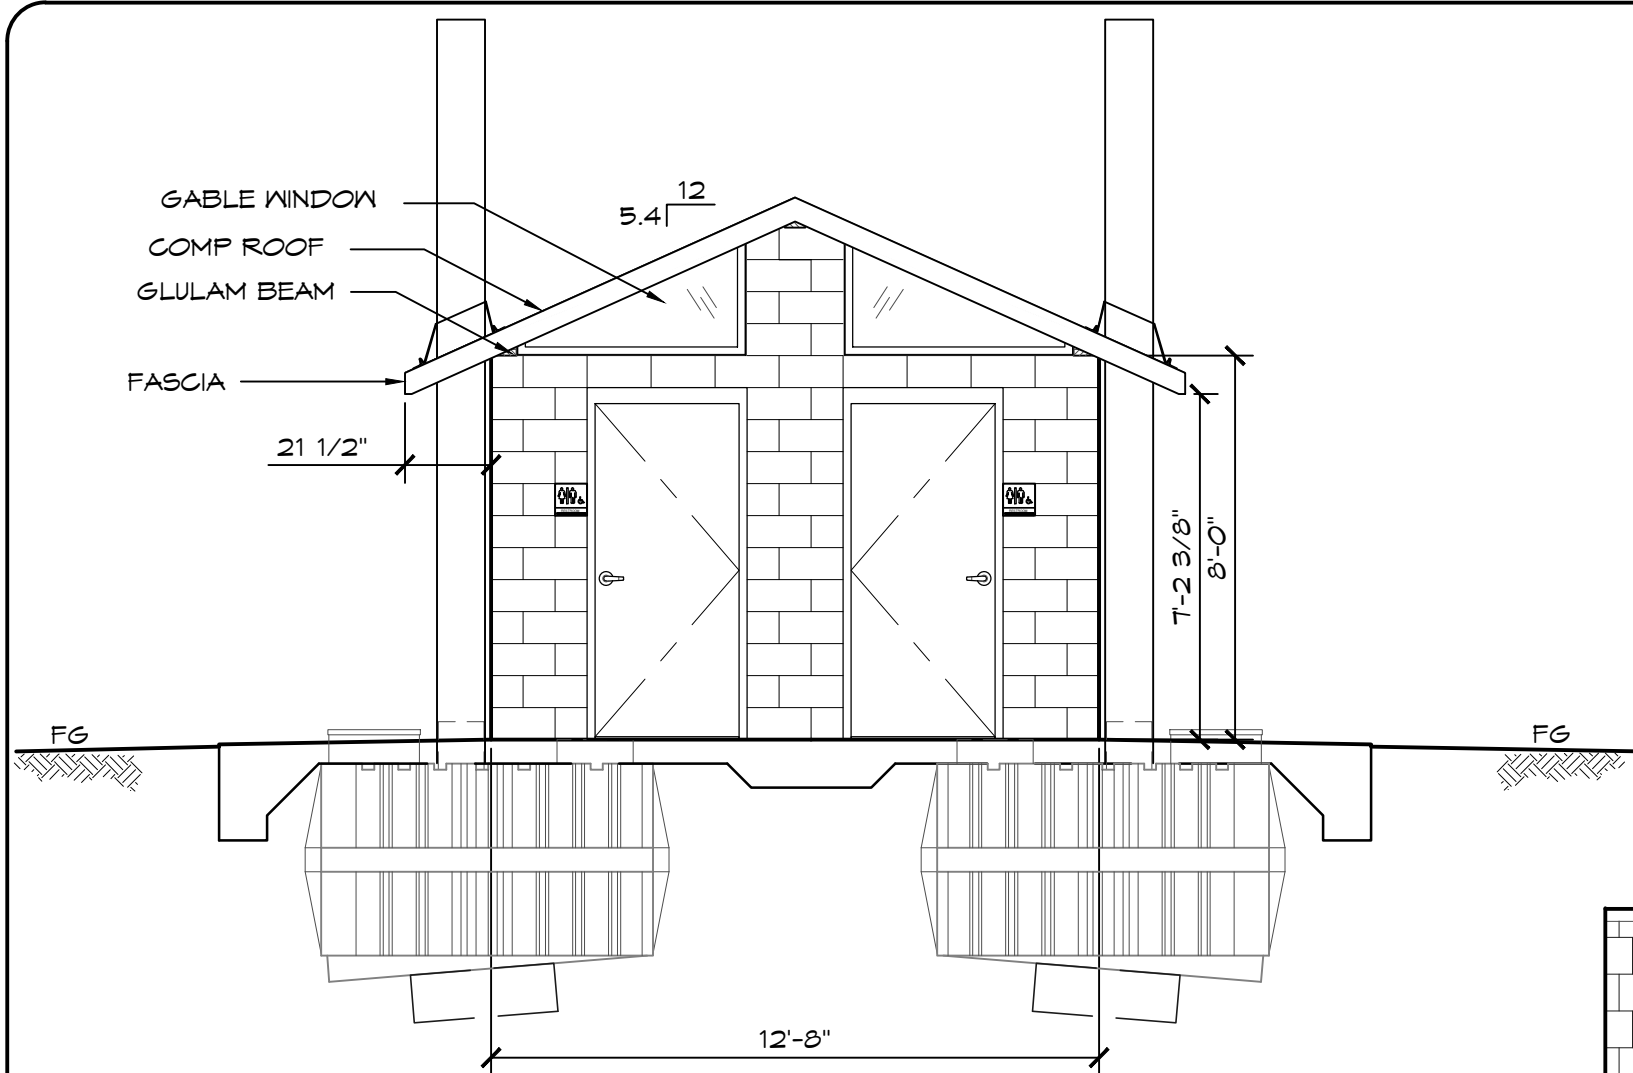 GABLE WINDOW
12
5.4
COMP ROOF
GLULAM BEAM
FASCIA
21 1/2"
7'-2 3/8"
8'-0"
FG
FG
12'-8"